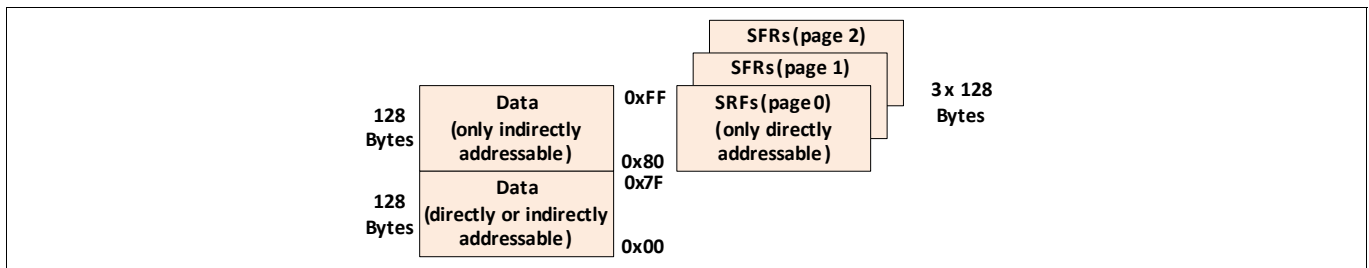 SFRs(page 2)
SFRs(page 1)
3 x 128
Bytes
0xFF
SRFs(page 0)
(only directly
addressable)
128
Bytes
Data
(only indirectly
addressable)
0x80
0x7F
128
Bytes
Data
(directly or indirectly
addressable)
0x00